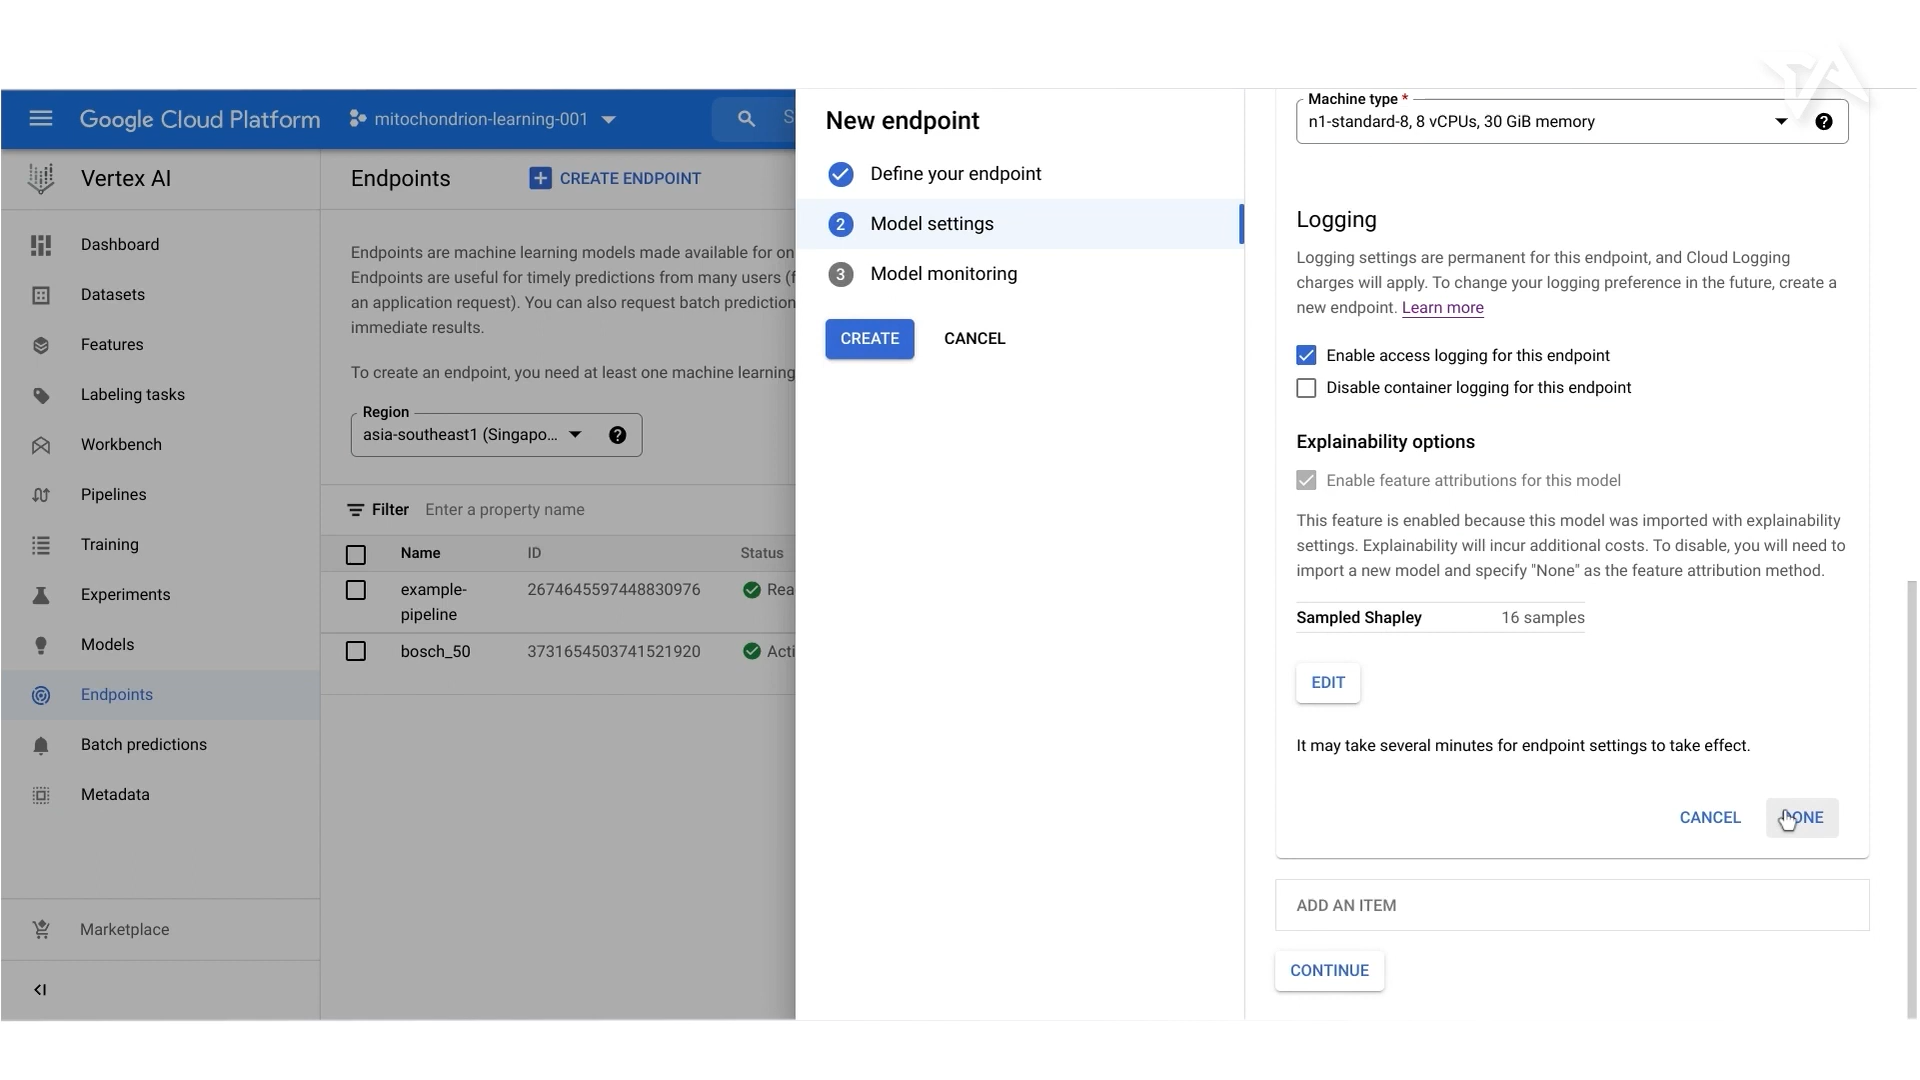 Google Cloud Platform
mitochondrion-learning-001
Vertex AI
Dashboard
Datasets
Features
Labeling tasks
Workbench
Pipelines
Training
Experiments
Models
Endpoints
Batch predictions
Metadata
Marketplace
Endpoints
CREATE ENDPOINT
Endpoints are machine learning models made available for on
Endpoints are useful for timely predictions from many users (f
an application request). You can also request batch prediction
immediate results.
To create an endpoint, you need at least one machine learning
Region
asia-southeast1 (Singapo...
Filter Enter a property name
Name ID Status
example- 2674645597448830976 Rea
pipeline
bosch_50 3731654503741521920 Acti
New endpoint
Define your endpoint
2 Model settings
3 Model monitoring
CREATE CANCEL
Machine type *
n1-standard-8, 8 vCPUs, 30 GiB memory
Logging
Logging settings are permanent for this endpoint, and Cloud Logging
charges will apply. To change your logging preference in the future, create a
new endpoint. Learn more
Enable access logging for this endpoint
Disable container logging for this endpoint
Explainability options
Enable feature attributions for this model
This feature is enabled because this model was imported with explainability
settings. Explainability will incur additional costs. To disable, you will need to
import a new model and specify "None" as the feature attribution method.
Sampled Shapley 16 samples
EDIT
It may take several minutes for endpoint settings to take effect.
CANCEL
ADD AN ITEM
CONTINUE